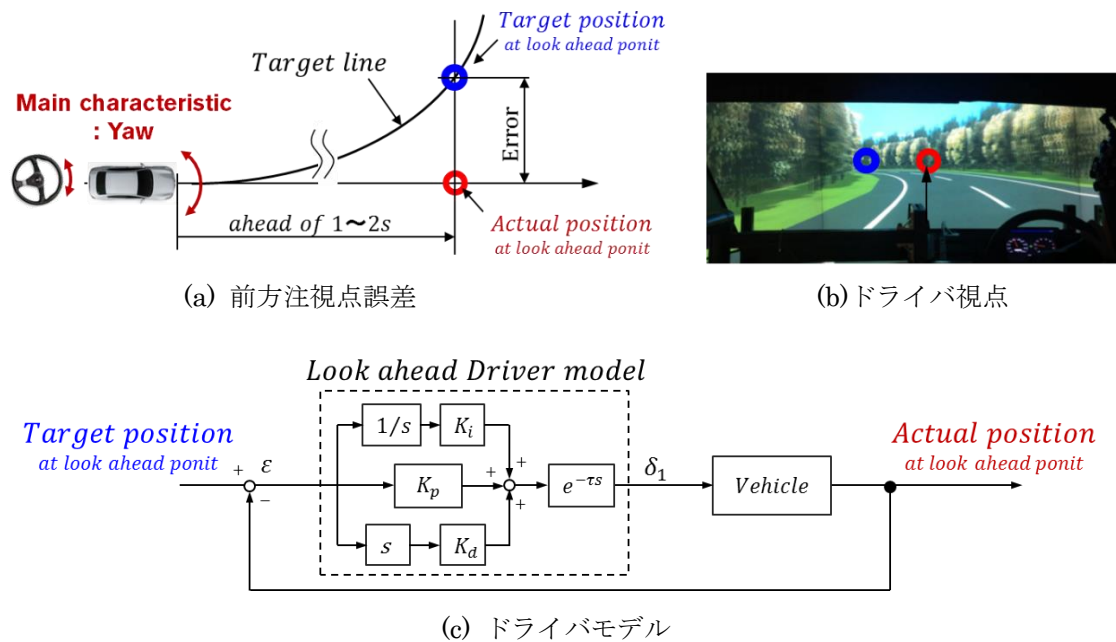 Target position
at look ahead ponit
Target line
Main characteristic
: Yaw
Error
ahead of 1～2s
Actual position
at look ahead ponit
(a) 前方注視点誤差
(b)ドライバ視点
Look ahead Driver model
Target position
at look ahead ponit
+
ε
−
1/s
K_i
K_p
s
K_d
+
+
+
e^{-τs}
δ_1
Vehicle
Actual position
at look ahead ponit
(c) ドライバモデル